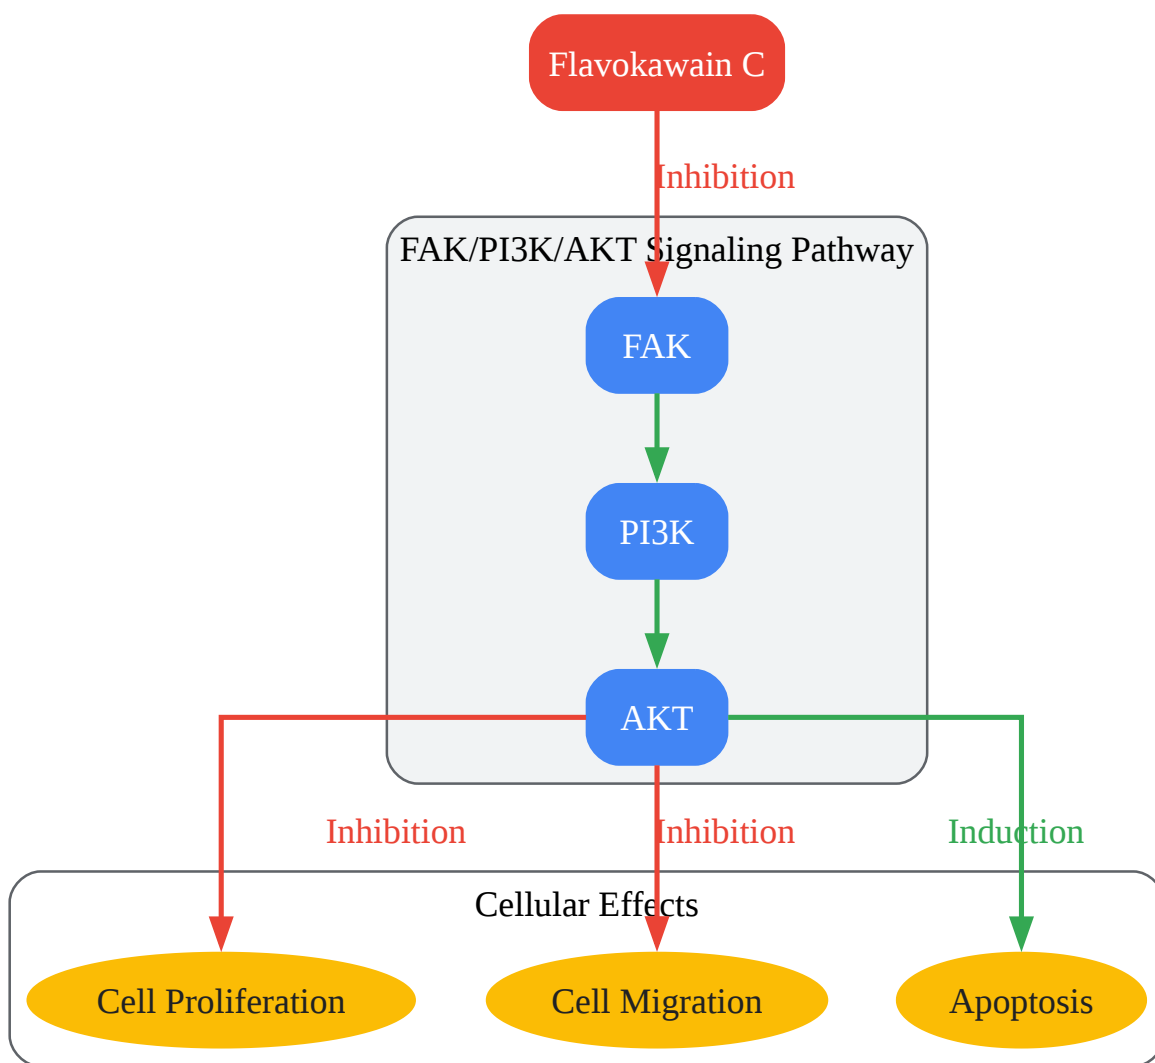 Flavokawain C
Inhibition
FAK/PI3K/AKT Signaling Pathway
FAK
PI3K
AKT
Inhibition
Inhibition
Induction
Cellular Effects
Cell Proliferation
Cell Migration
Apoptosis